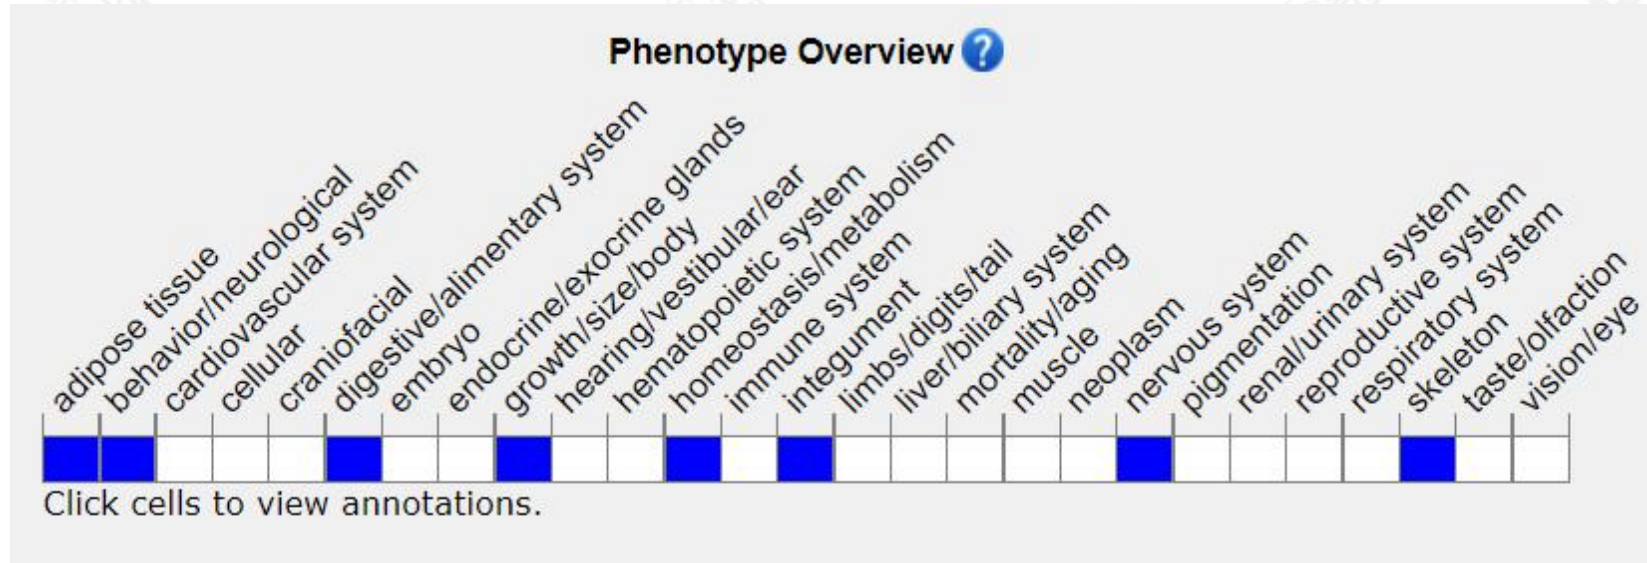 Phenotype Overview ?
adipose tissue
behavior/neurological
cardiovascular system
cellular
craniofacial
digestive/alimentary system
embryo
endocrine/exocrine glands
growth/size/body
hearing/vestibular/ear
hematopoietic system
homeostasis/metabolism
immune system
integument
limbs/digits/tail
liver/biliary system
mortality/aging
muscle
neoplasm
nervous system
pigmentation
renal/urinary system
reproductive system
respiratory system
skeleton
taste/olfaction
vision/eye
Click cells to view annotations.